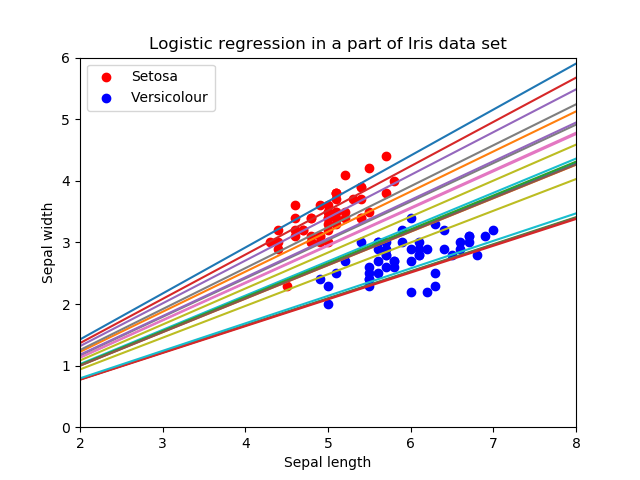 Logistic regression in a part of Iris data set
Setosa
Versicolour
Sepal width
6
5
4
3
2
1
0
2 3 4 5 6 7 8
Sepal length